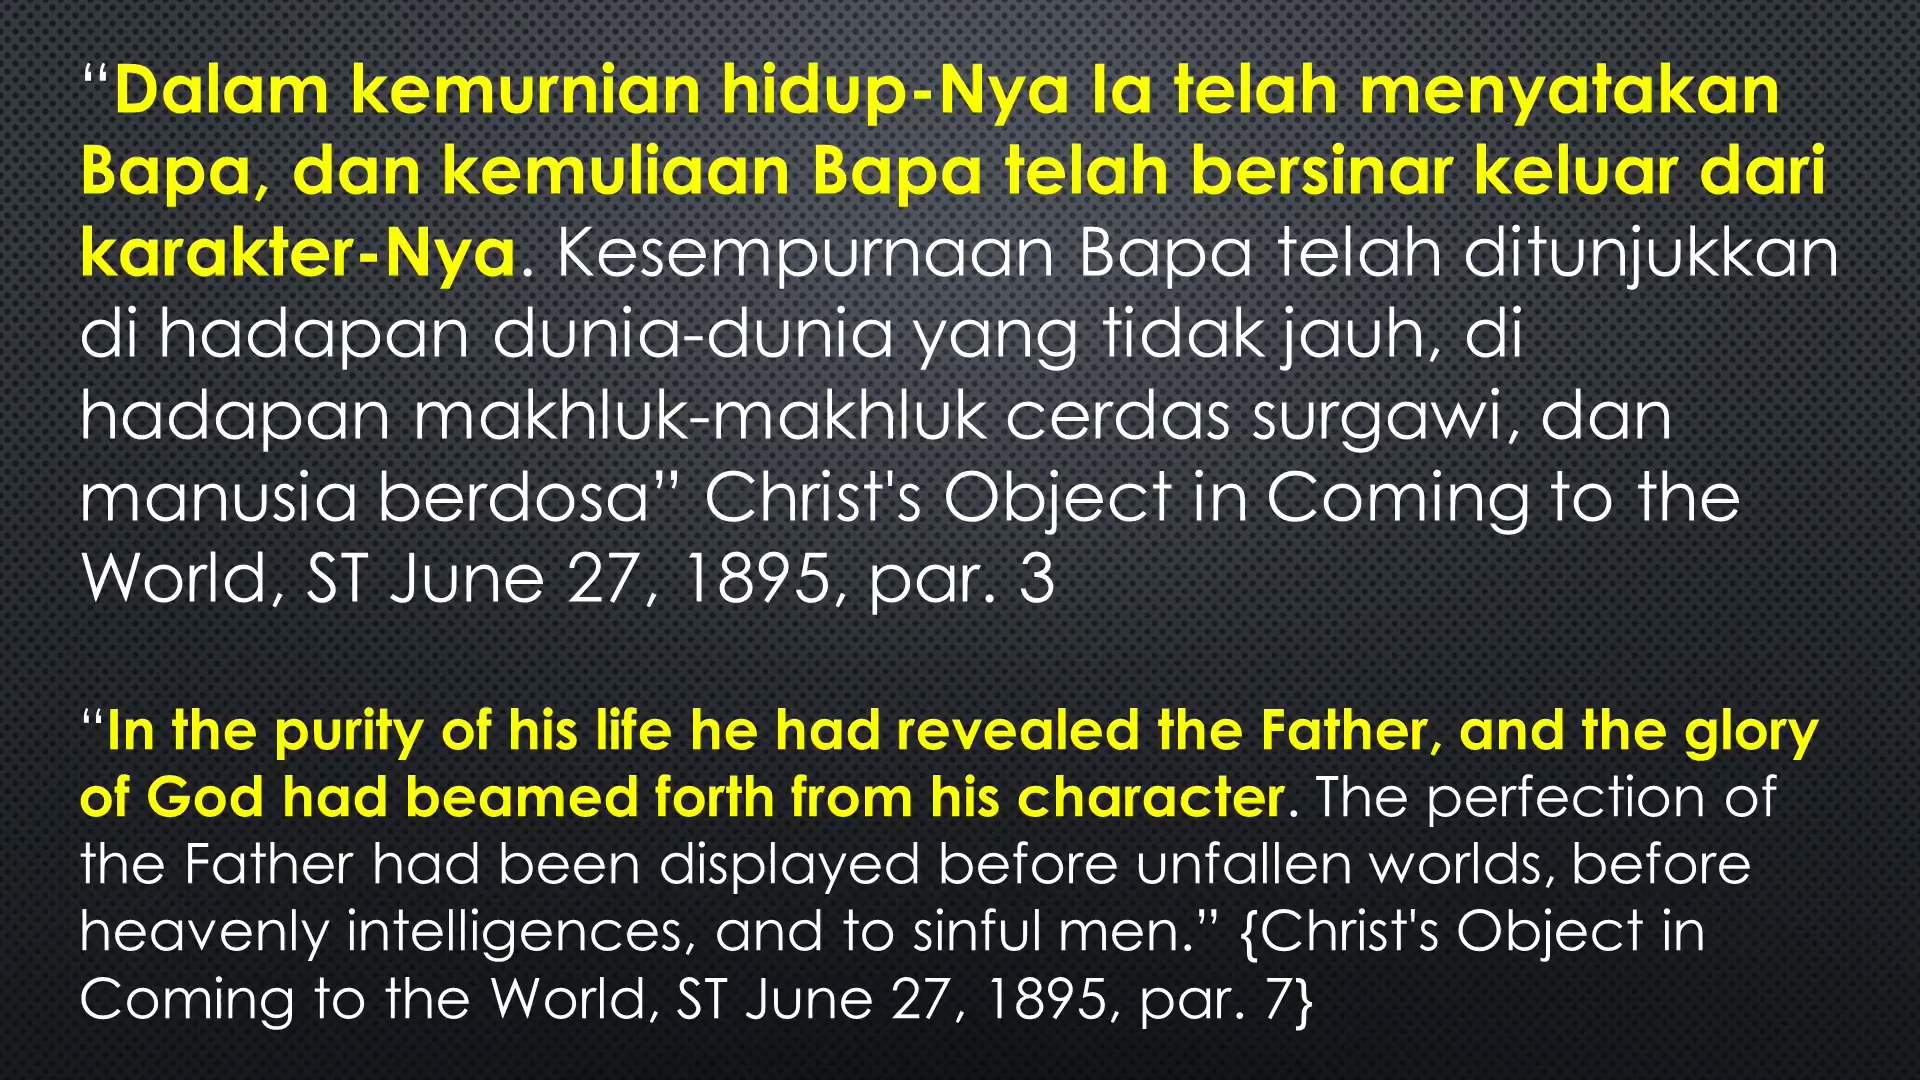 “Dalam kemurnian hidup-Nya Ia telah menyatakan
Bapa, dan kemuliaan Bapa telah bersinar keluar dari
karakter-Nya. Kesempurnaan Bapa telah ditunjukkan
di hadapan dunia-dunia yang tidak jauh, di
hadapan makhluk-makhluk cerdas surgawi, dan
manusia berdosa” Christ's Object in Coming to the
World, ST June 27, 1895, par. 3
“In the purity of his life he had revealed the Father, and the glory
of God had beamed forth from his character. The perfection of
the Father had been displayed before unfallen worlds, before
heavenly intelligences, and to sinful men.” {Christ's Object in
Coming to the World, ST June 27, 1895, par. 7}